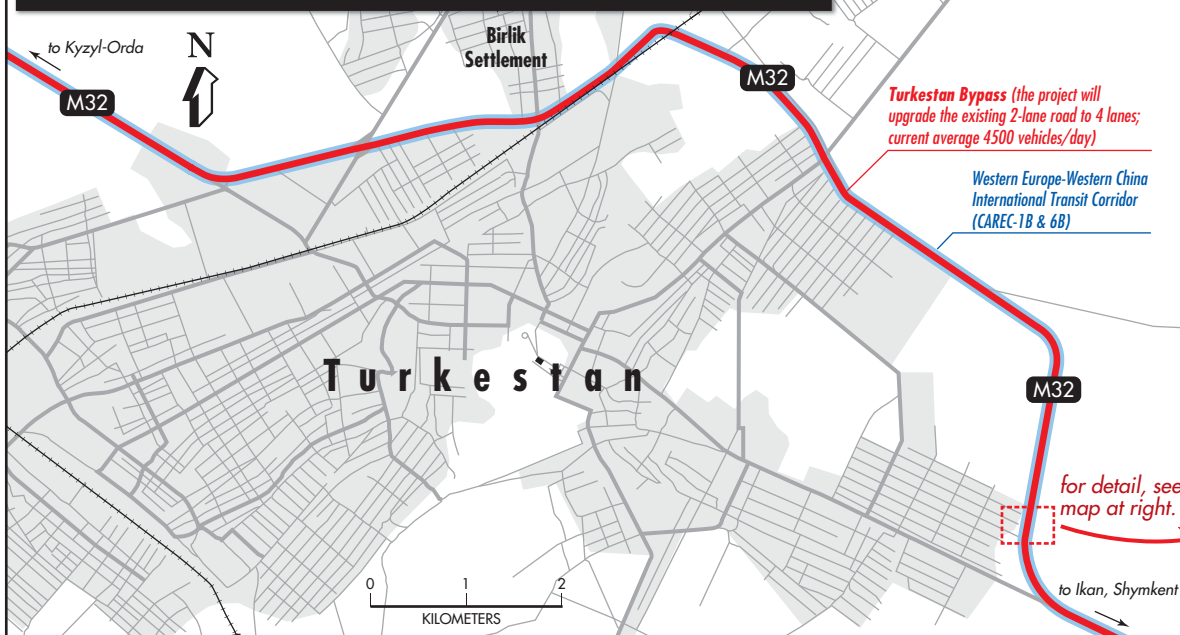 to Kyzyl-Orda
N
Birlik
Settlement
M32
M32
Turkestan Bypass (the project will
upgrade the existing 2-lane road to 4 lanes;
current average 4500 vehicles/day)
Western Europe-Western China
International Transit Corridor
(CAREC-1B & 6B)
Turkestan
M32
for detail, see
map at right.
0 1 2
KILOMETERS
to Ikan, Shymkent